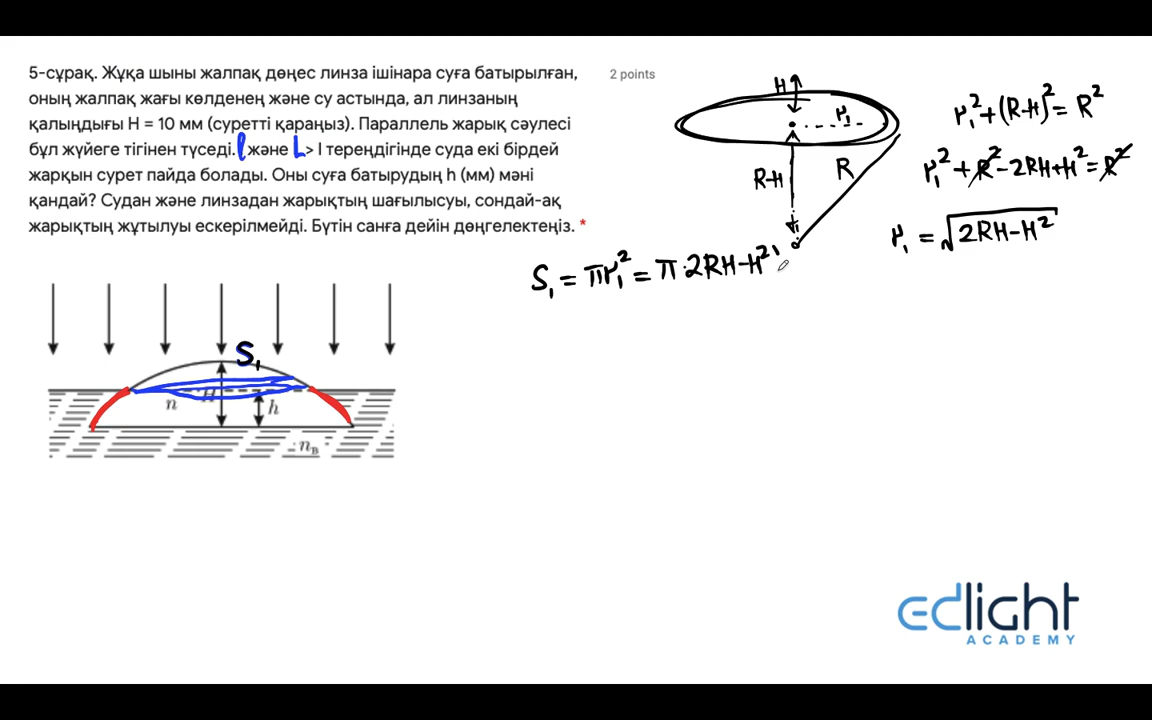 5-сұрақ. Жұқа шыны жалпақ дөңес линза ішінара суға батырылған,
оның жалпақ жағы көлденең және су астында, ал линзаның
қалыңдығы H = 10 мм (суретті қараңыз). Параллель жарық сәулесі
бұл жүйеге тігінен түседі. l және L > l тереңдігінде суда екі бірдей
жарқын сурет пайда болады. Оны суға батырудың h (мм) мәні
қандай? Судан және линзадан жарықтың шағылысуы, сондай-ақ
жарықтың жұтылуы ескерілмейді. Бүтін санға дейін дөңгелектеңіз. *
2 points
H
r₁
R-H
R
r₁² + (R-H)² = R²
r₁² + R² - 2RH + H² = R²
r₁ = √2RH - H²
S₁ = πr₁² = π·2RH - H²
S₁
n
H
h
nв
edlight
ACADEMY